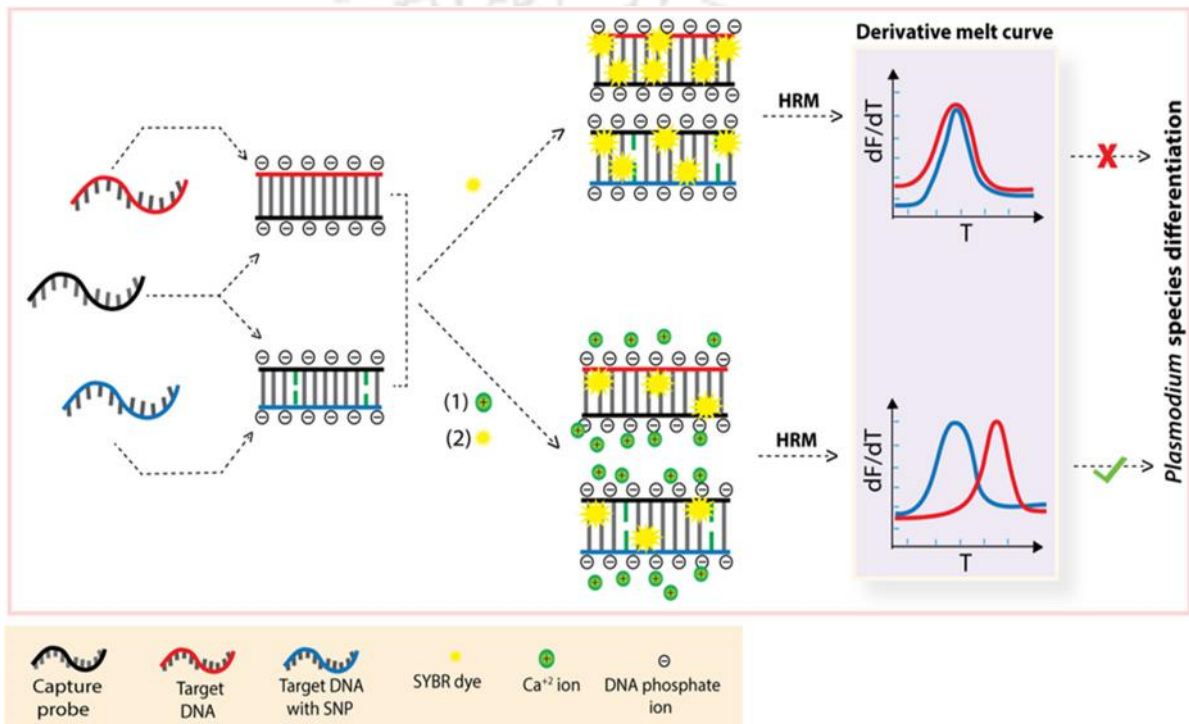 Derivative melt curve
HRM
dF/dT
T
X
(1)
(2)
HRM
dF/dT
T
Plasmodium species differentiation
Capture
probe
Target
DNA
Target DNA
with SNP
SYBR dye
Ca+2 ion
DNA phosphate
ion